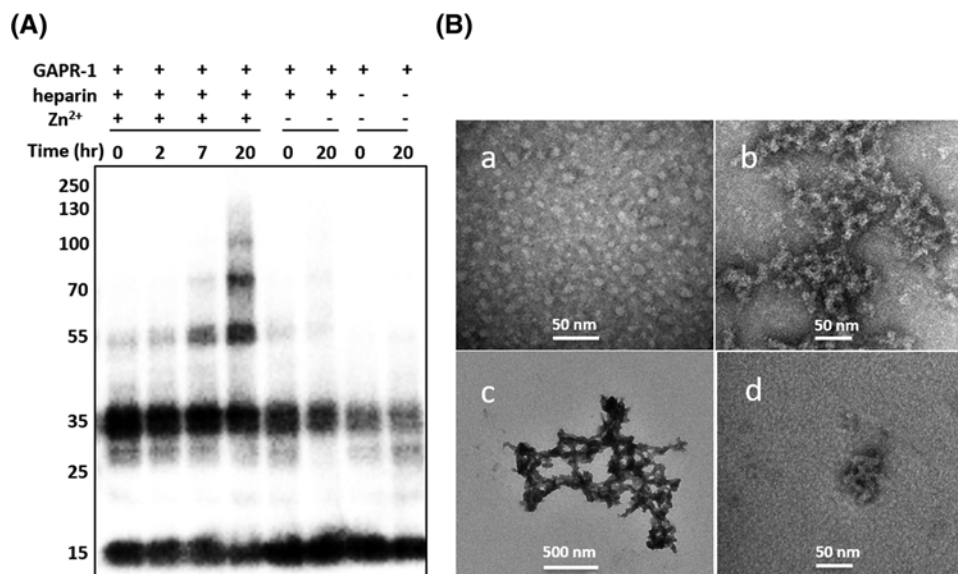 (A)
GAPR-1 + + + + + + + +
heparin + + + + + + - -
Zn2+ + + + + - - - -
Time (hr) 0 2 7 20 0 20 0 20
250
130
100
70
55
35
25
15
(B)
a
50 nm
b
50 nm
c
500 nm
d
50 nm